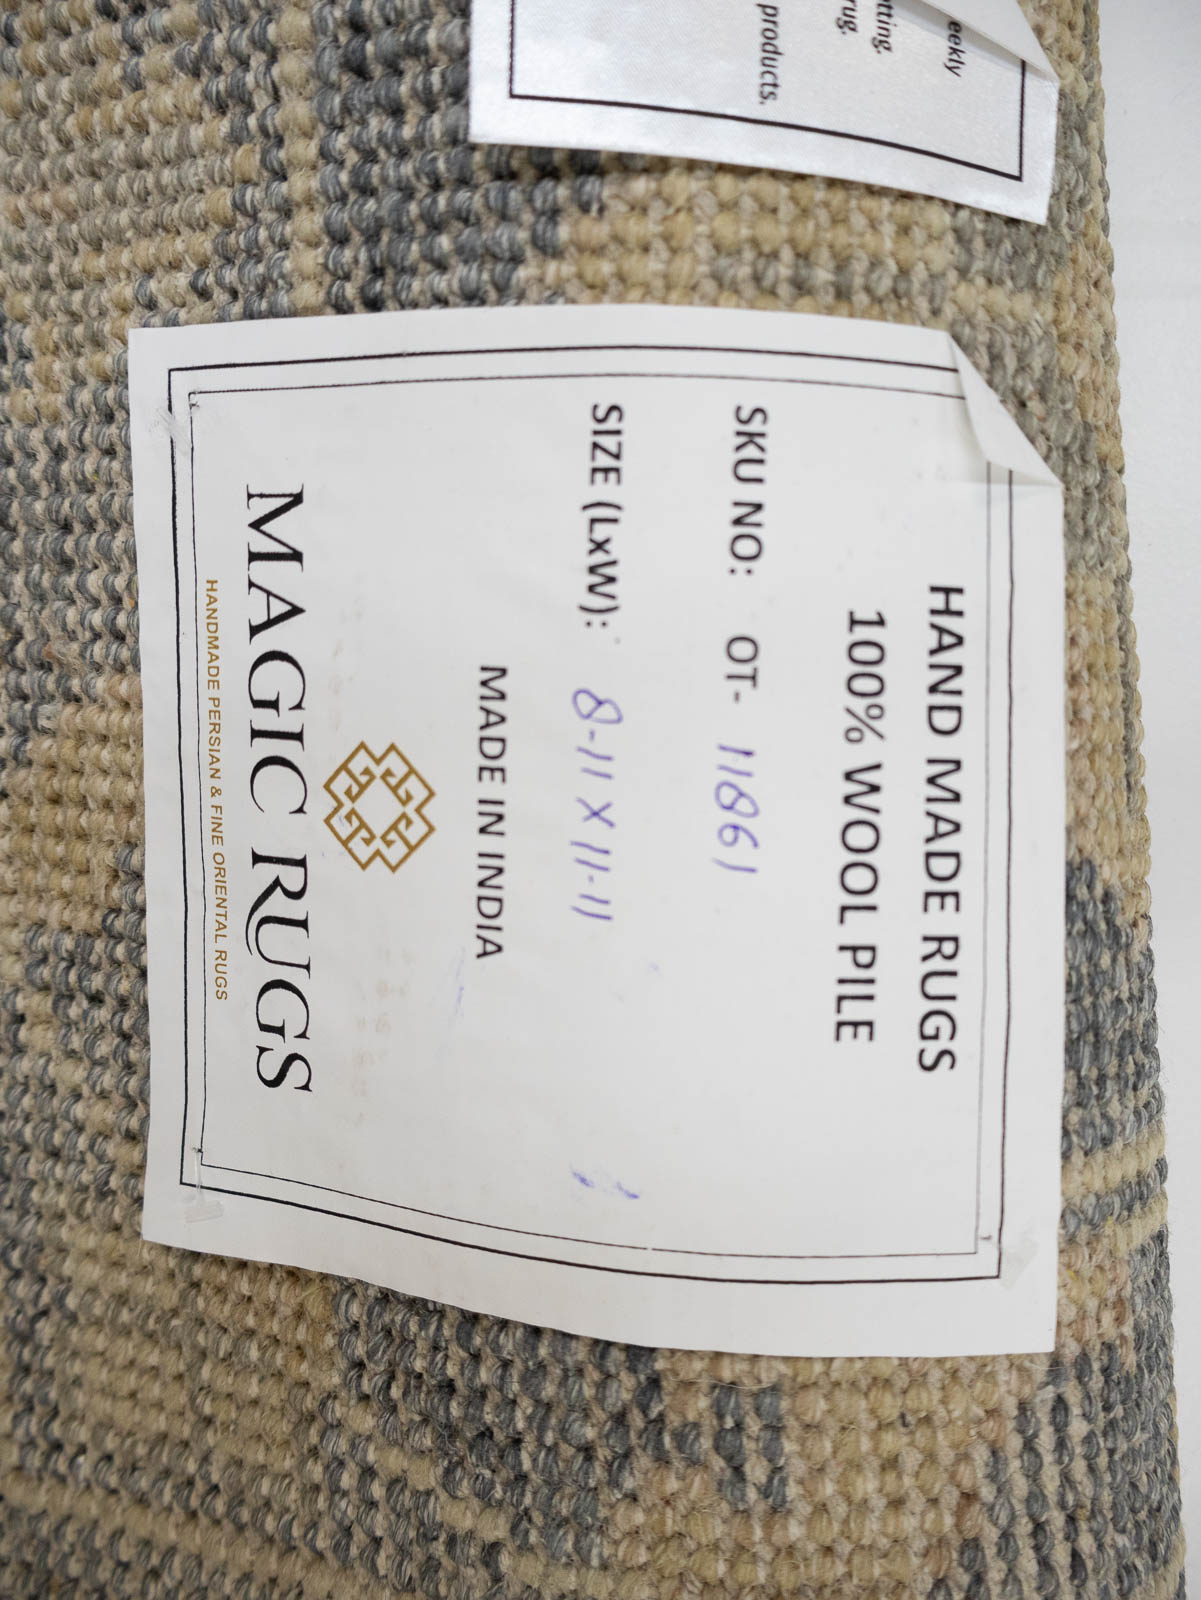 HAND MADE RUGS
100% WOOL PILE
SKU NO: OT- 11861
SIZE (LxW): 8-11 X 11-11
MADE IN INDIA
MAGIC RUGS
HANDMADE PERSIAN & FINE ORIENTAL RUGS
eekly
tting.
rug.
products.